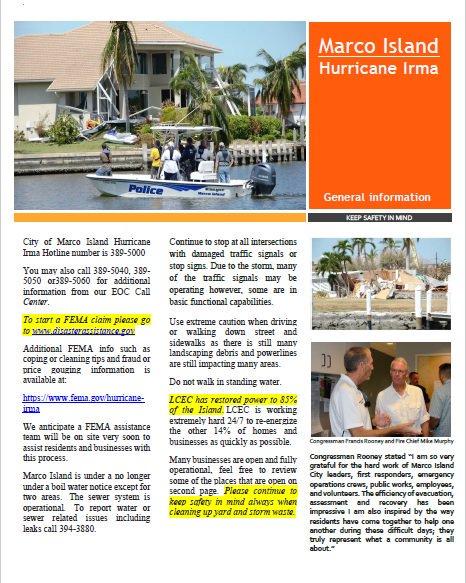 Marco Island
Hurricane Irma
General information
KEEP SAFETY IN MIND
Police
City of Marco Island Hurricane
Irma Hotline number is 389-5000
You may also call 389-5040, 389-
5050 or389-5060 for additional
information from our EOC Call
Center.
To start a FEMA claim please go
to www.disasterassistance.gov
Additional FEMA info such as
coping or cleaning tips and fraud or
price gouging information is
available at:
https://www.fema.gov/hurricane-
irma
We anticipate a FEMA assistance
team will be on site very soon to
assist residents and businesses with
this process.
Marco Island is under a no longer
under a boil water notice except for
two areas. The sewer system is
operational. To report water or
sewer related issues including
leaks call 394-3880.
Continue to stop at all intersections
with damaged traffic signals or
stop signs. Due to the storm, many
of the traffic signals may be
operating however, some are in
basic functional capabilities.
Use extreme caution when driving
or walking down street and
sidewalks as there is still many
landscaping debris and powerlines
are still impacting many areas.
Do not walk in standing water.
LCEC has restored power to 85%
of the Island. LCEC is working
extremely hard 24/7 to re-energize
the other 14% of homes and
businesses as quickly as possible.
Many businesses are open and fully
operational, feel free to review
some of the places that are open on
second page. Please continue to
keep safety in mind always when
cleaning up yard and storm waste.
Congressman Francis Rooney and Fire Chief Mike Murphy
Congressman Rooney stated "I am so very
grateful for the hard work of Marco Island
City leaders, first responders, emergency
operations crews, public works, employees,
and volunteers. The efficiency of evacuation,
assessment and recovery has been
impressive I am also inspired by the way
residents have come together to help one
another during these difficult days; they
truly represent what a community is all
about."